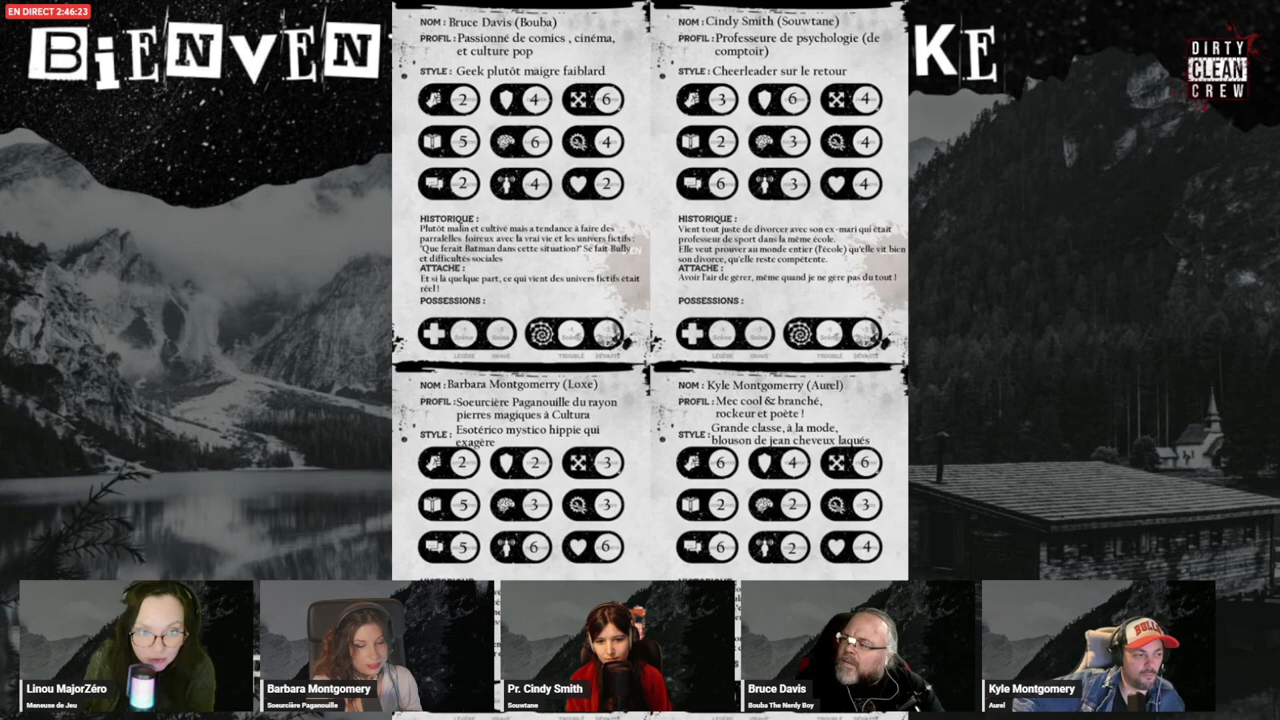 EN DIRECT 2:46:23
BiENVEN
KE
DIRTY
CLEAN
CREW
NOM : Bruce Davis (Bouba)
PROFIL : Passionné de comics , cinéma,
et culture pop
STYLE : Geek plutôt maigre faiblard
2 4 6
5 6 4
2 4 2
HISTORIQUE :
Plutôt malin et cultivé mais a tendance à faire des
parralelles foireux avec la vrai vie et les univers fictifs :
"Que ferait Batman dans cette situation?" Se fait Bully
et difficultés sociales
ATTACHE :
Et si là quelque part, ce qui vient des univers fictifs était
réel !
POSSESSIONS :
LÉGÈRE GRAVE TROUBLÉ DÉVASTÉ
NOM : Cindy Smith (Souwtane)
PROFIL : Professeure de psychologie (de
comptoir)
STYLE : Cheerleader sur le retour
3 6 4
2 3 4
6 3 4
HISTORIQUE :
Vient tout juste de divorcer avec son ex-mari qui était
professeur de sport dans la même école.
Elle veut prouver au monde entier (l'école) qu'elle vit bien
son divorce, qu'elle reste compétente.
ATTACHE :
Avoir l'air de gérer, même quand je ne gère pas du tout !
POSSESSIONS :
LÉGÈRE GRAVE TROUBLÉ DÉVASTÉ
NOM : Barbara Montgomerry (Loxe)
PROFIL : Soeurcière Paganouille du rayon
pierres magiques à Cultura
STYLE : Esotérico mystico hippie qui
exagère
2 2 3
5 3 3
5 6 6
NOM : Kyle Montgomerry (Aurel)
PROFIL : Mec cool & branché,
rockeur et poète !
STYLE : Grande classe, à la mode,
blouson de jean cheveux laqués
6 4 6
2 2 3
6 2 4
Linou MajorZéro
Meneuse de Jeu
Barbara Montgomery
Soeurcière Paganouille
Pr. Cindy Smith
Souwtane
Bruce Davis
Bouba The Nerdy Boy
BULLS
Kyle Montgomery
Aurel